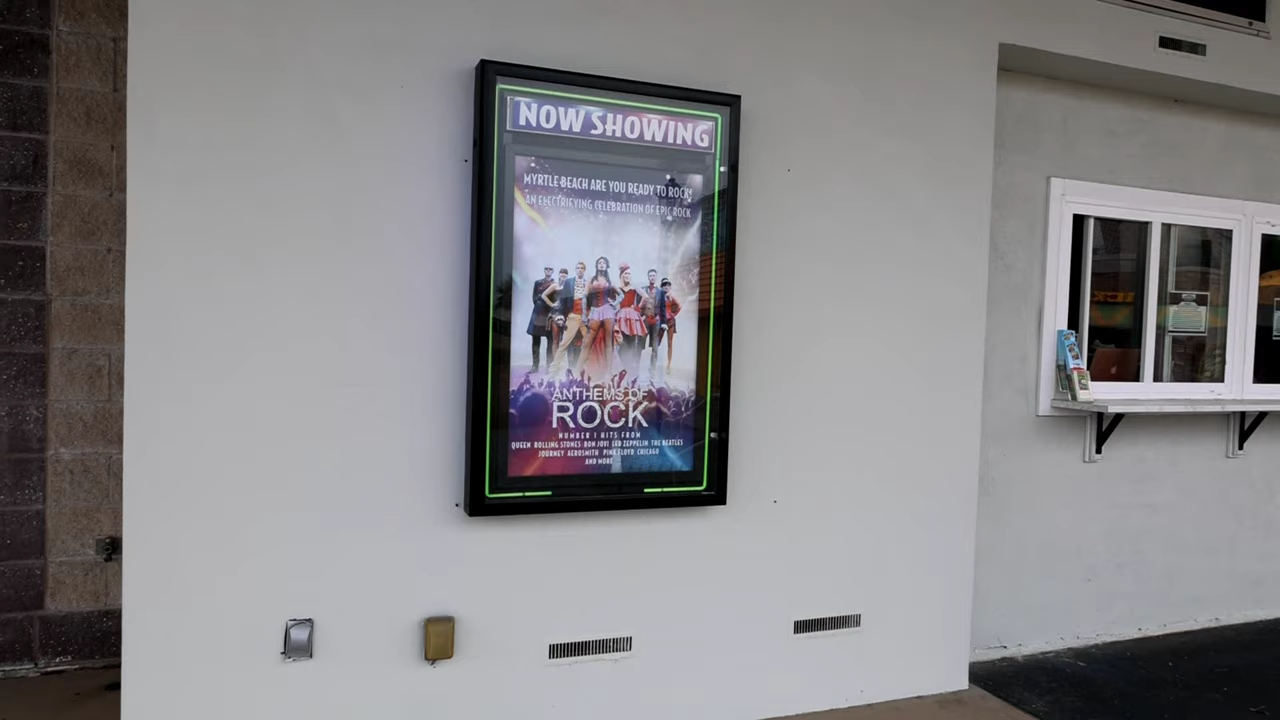 NOW SHOWING
MYRTLE BEACH ARE YOU READY TO ROCK?
AN ELECTRIFYING CELEBRATION OF EPIC ROCK
ANTHEMS OF
ROCK
NUMBER 1 HITS FROM
QUEEN ROLLING STONES BON JOVI LED ZEPPELIN THE BEATLES
JOURNEY AEROSMITH PINK FLOYD CHICAGO
AND MORE